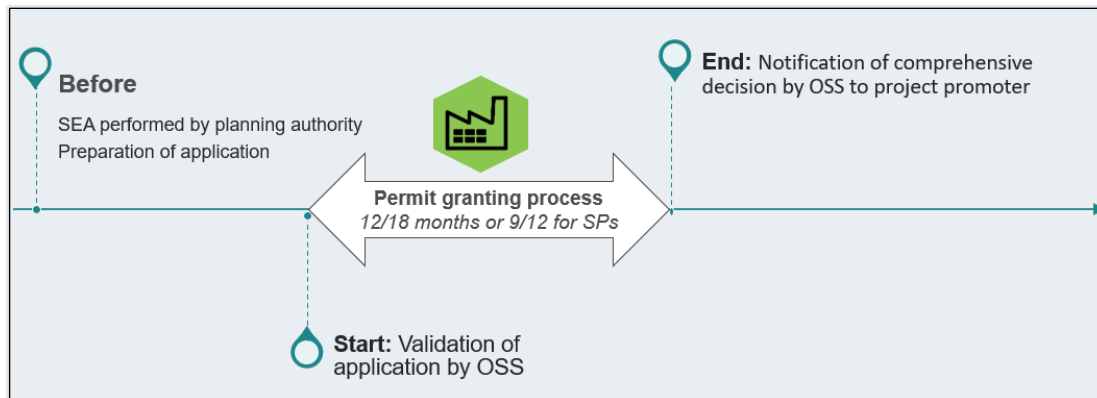 Before
SEA performed by planning authority
Preparation of application
End: Notification of comprehensive
decision by OSS to project promoter
Permit granting process
12/18 months or 9/12 for SPs
Start: Validation of
application by OSS